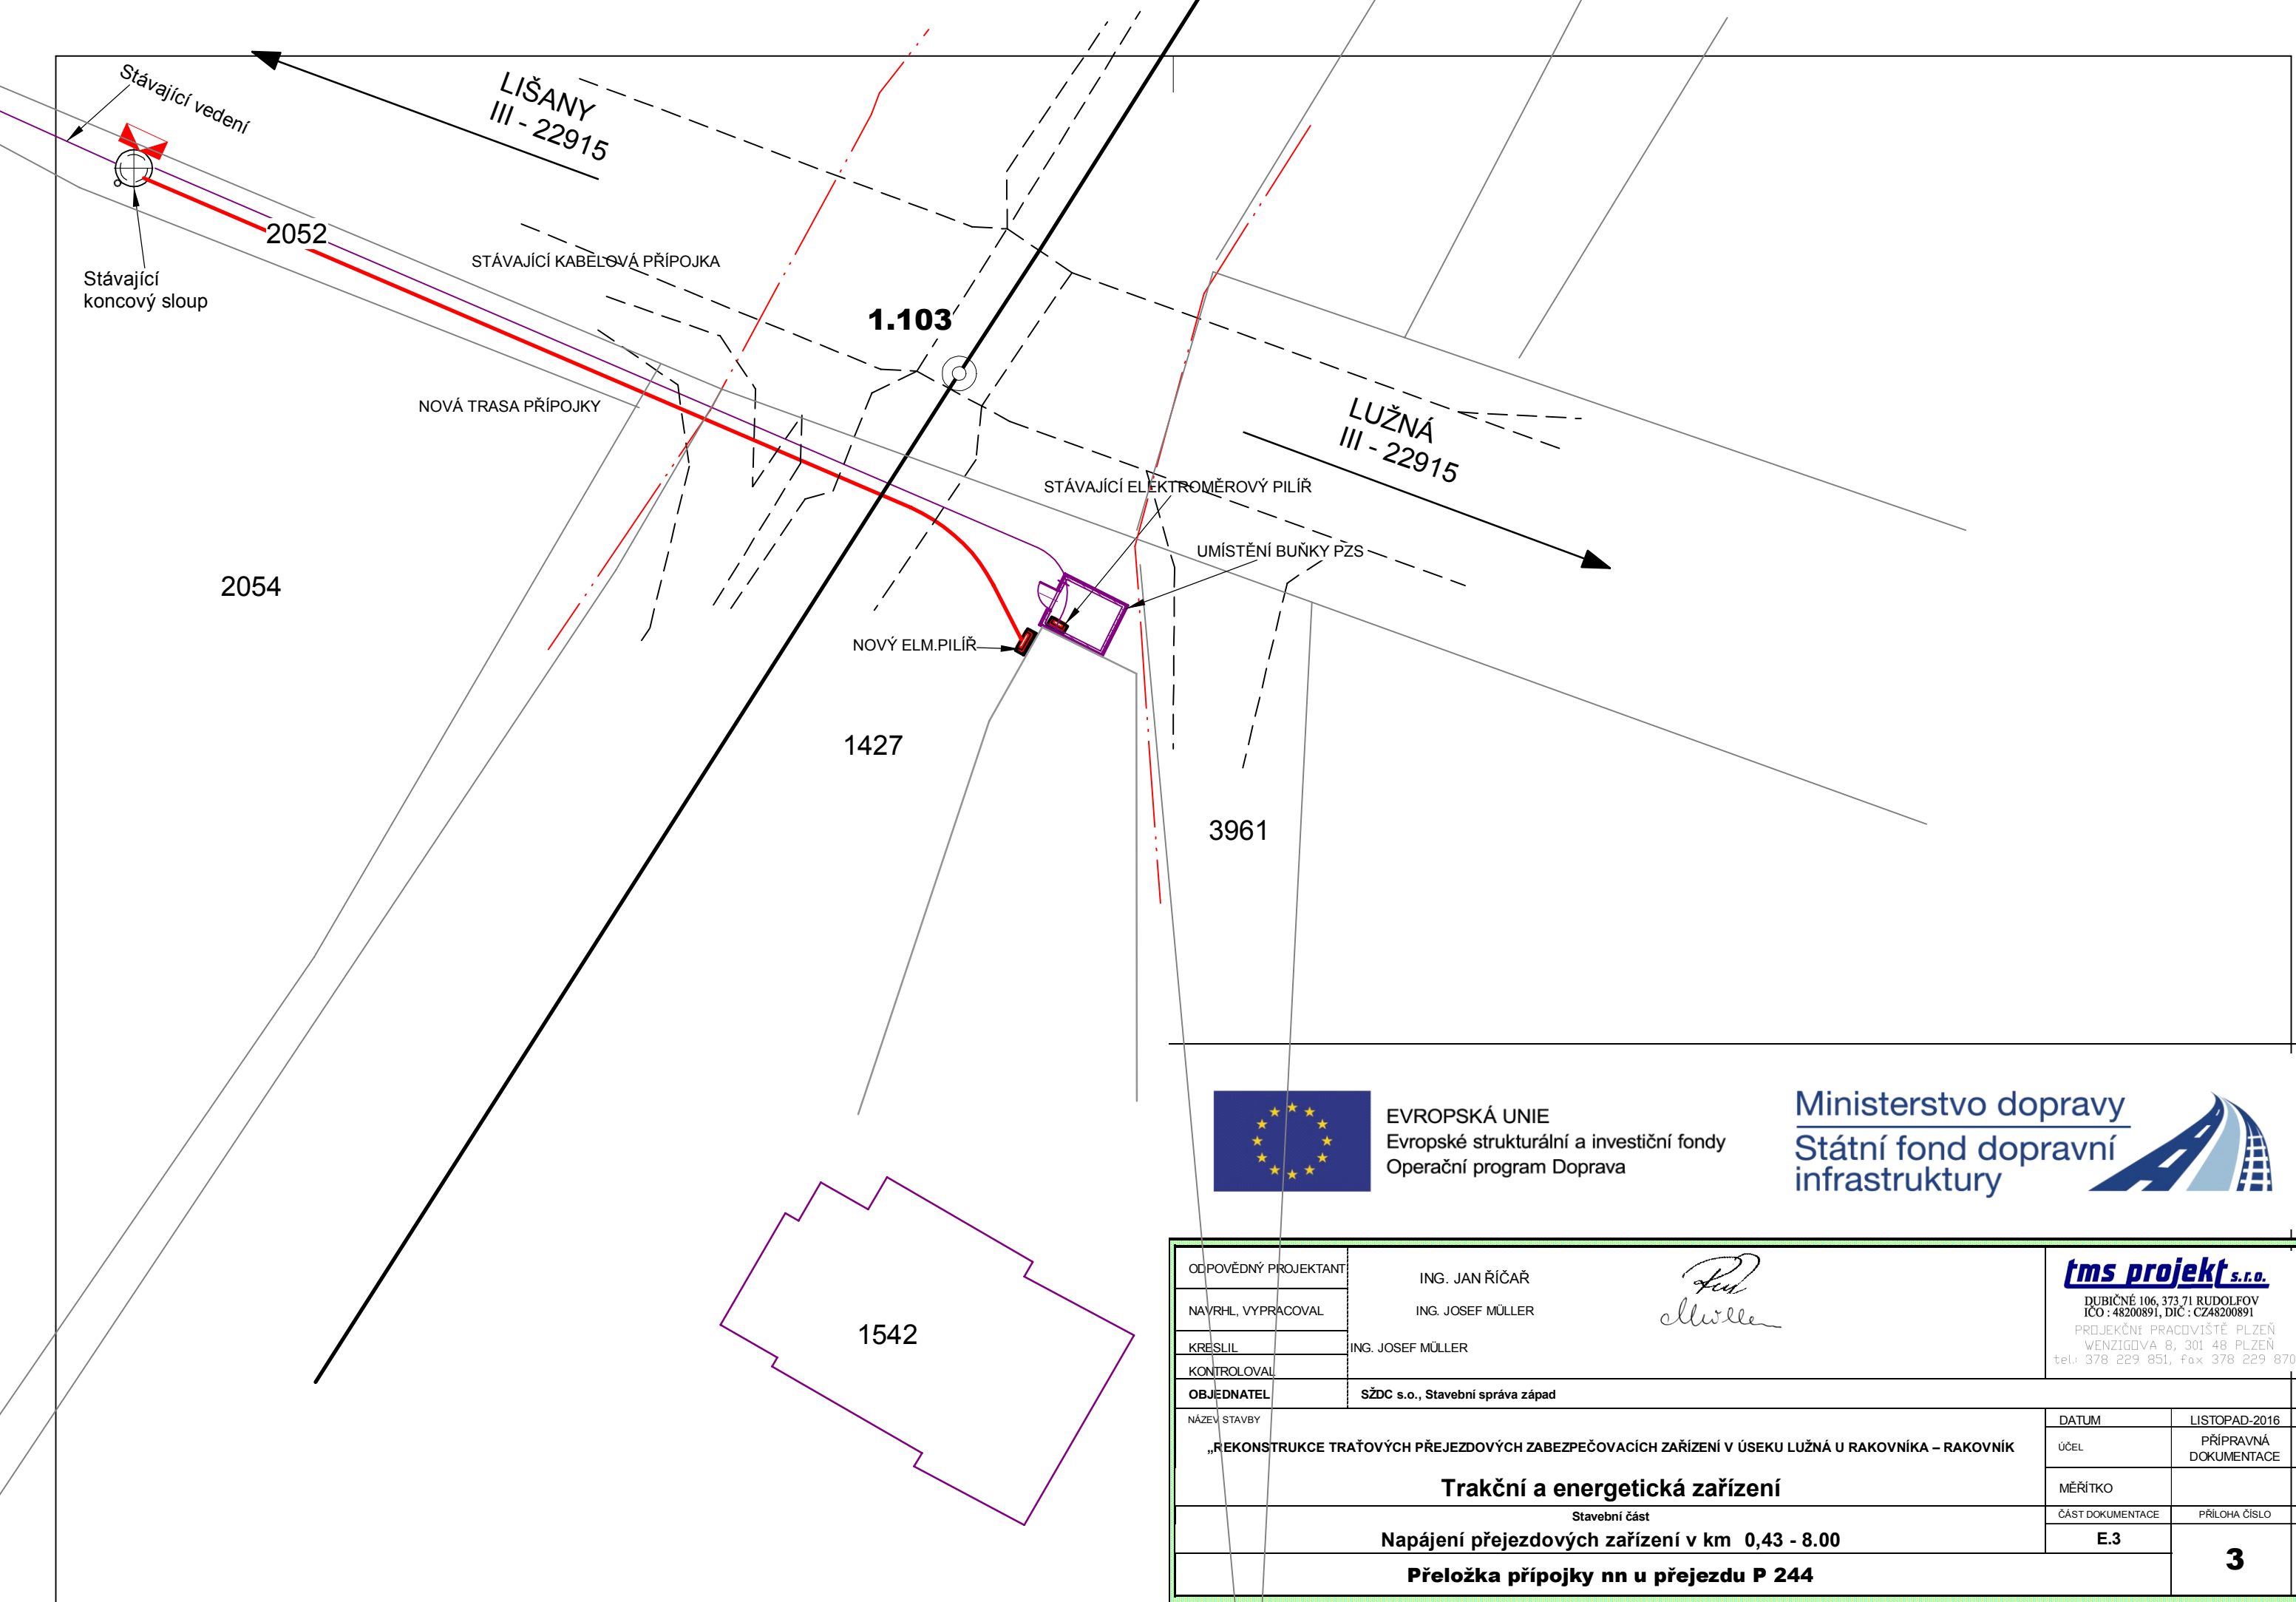 Stávající vedení
LIŠANY
III - 22915
2052
STÁVAJÍCÍ KABELOVÁ PŘÍPOJKA
Stávající
koncový sloup
1.103
NOVÁ TRASA PŘÍPOJKY
LUŽNÁ
III - 22915
STÁVAJÍCÍ ELEKTROMĚROVÝ PILÍŘ
UMÍSTĚNÍ BUŇKY PZS
2054
NOVÝ ELM.PILÍŘ
1427
3961
1542
EVROPSKÁ UNIE
Evropské strukturální a investiční fondy
Operační program Doprava
Ministerstvo dopravy
Státní fond dopravní
infrastruktury
ODPOVĚDNÝ PROJEKTANT
ING. JAN ŘÍČAŘ
NAVRHL, VYPRACOVAL
ING. JOSEF MÜLLER
KRESLIL
ING. JOSEF MÜLLER
KONTROLOVAL
tms projekt s.r.o.
DUBIČNÉ 106, 373 71 RUDOLFOV
IČO : 48200891, DIČ : CZ48200891
PROJEKČNÍ PRACOVIŠTĚ PLZEŇ
WENZIGOVA 8, 301 48 PLZEŇ
tel.: 378 229 851, fax 378 229 870
OBJEDNATEL
SŽDC s.o., Stavební správa západ
NÁZEV STAVBY
„REKONSTRUKCE TRAŤOVÝCH PŘEJEZDOVÝCH ZABEZPEČOVACÍCH ZAŘÍZENÍ V ÚSEKU LUŽNÁ U RAKOVNÍKA – RAKOVNÍK
Trakční a energetická zařízení
DATUM
LISTOPAD-2016
ÚČEL
PŘÍPRAVNÁ
DOKUMENTACE
MĚŘÍTKO
Stavební část
Napájení přejezdových zařízení v km 0,43 - 8.00
ČÁST DOKUMENTACE
E.3
PŘÍLOHA ČÍSLO
3
Přeložka přípojky nn u přejezdu P 244